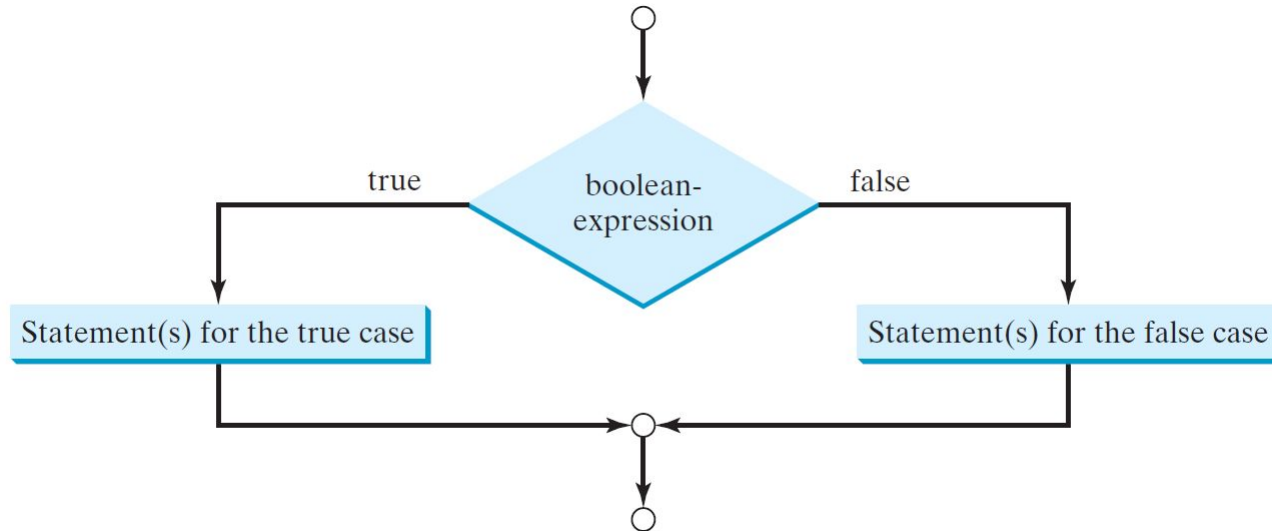 true
boolean-
expression
false
Statement(s) for the true case
Statement(s) for the false case